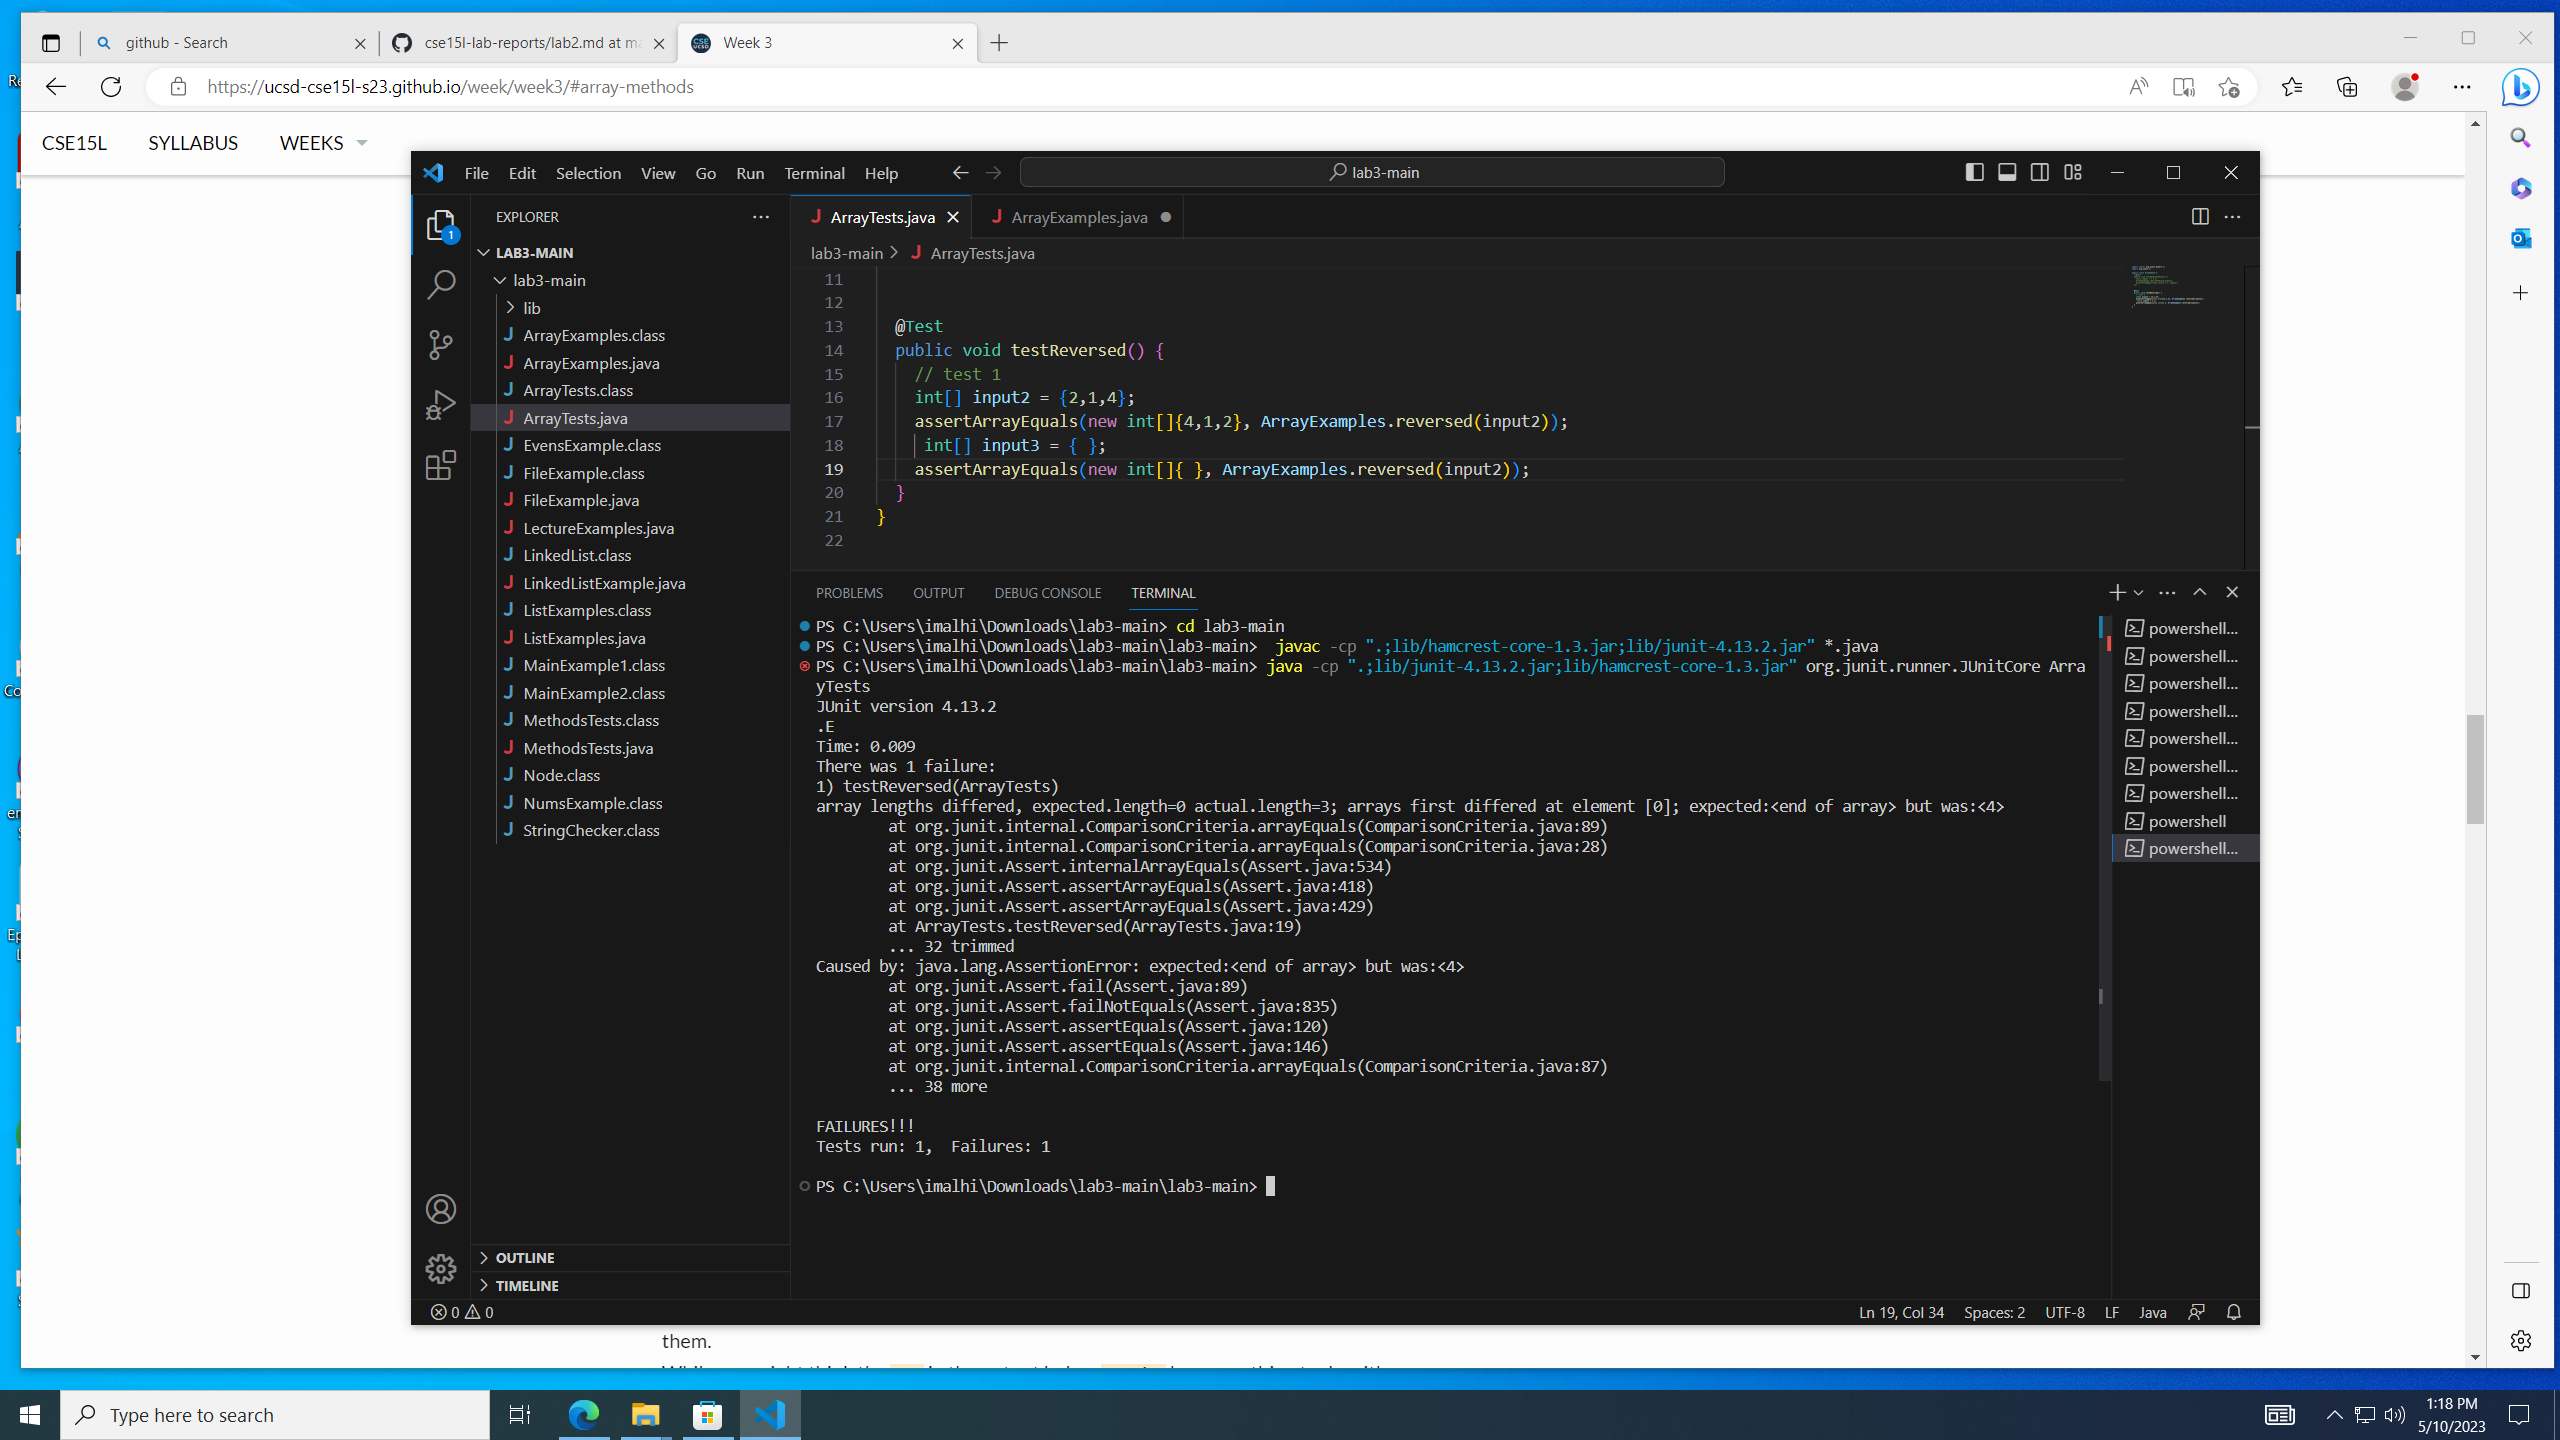 github - Search
cse15l-lab-reports/lab2.md at ma
Week 3
https://ucsd-cse15l-s23.github.io/week/week3/#array-methods
CSE15L SYLLABUS WEEKS
File Edit Selection View Go Run Terminal Help
lab3-main
EXPLORER
LAB3-MAIN
lab3-main
lib
ArrayExamples.class
ArrayExamples.java
ArrayTests.class
ArrayTests.java
EvensExample.class
FileExample.class
FileExample.java
LectureExamples.java
LinkedList.class
LinkedListExample.java
ListExamples.class
ListExamples.java
MainExample1.class
MainExample2.class
MethodsTests.class
MethodsTests.java
Node.class
NumsExample.class
StringChecker.class
OUTLINE
TIMELINE
1
ArrayTests.java
ArrayExamples.java
lab3-main > ArrayTests.java
11
12
13 @Test
14 public void testReversed() {
15 // test 1
16 int[] input2 = {2,1,4};
17 assertArrayEquals(new int[]{4,1,2}, ArrayExamples.reversed(input2));
18 int[] input3 = { };
19 assertArrayEquals(new int[]{ }, ArrayExamples.reversed(input2));
20 }
21 }
22
PROBLEMS OUTPUT DEBUG CONSOLE TERMINAL
PS C:\Users\imalhi\Downloads\lab3-main> cd lab3-main
PS C:\Users\imalhi\Downloads\lab3-main\lab3-main>  javac -cp ".;lib/hamcrest-core-1.3.jar;lib/junit-4.13.2.jar" *.java
PS C:\Users\imalhi\Downloads\lab3-main\lab3-main> java -cp ".;lib/junit-4.13.2.jar;lib/hamcrest-core-1.3.jar" org.junit.runner.JUnitCore Arra
yTests
JUnit version 4.13.2
.E
Time: 0.009
There was 1 failure:
1) testReversed(ArrayTests)
array lengths differed, expected.length=0 actual.length=3; arrays first differed at element [0]; expected:<end of array> but was:<4>
at org.junit.internal.ComparisonCriteria.arrayEquals(ComparisonCriteria.java:89)
at org.junit.internal.ComparisonCriteria.arrayEquals(ComparisonCriteria.java:28)
at org.junit.Assert.internalArrayEquals(Assert.java:534)
at org.junit.Assert.assertArrayEquals(Assert.java:418)
at org.junit.Assert.assertArrayEquals(Assert.java:429)
at ArrayTests.testReversed(ArrayTests.java:19)
... 32 trimmed
Caused by: java.lang.AssertionError: expected:<end of array> but was:<4>
at org.junit.Assert.fail(Assert.java:89)
at org.junit.Assert.failNotEquals(Assert.java:835)
at org.junit.Assert.assertEquals(Assert.java:120)
at org.junit.Assert.assertEquals(Assert.java:146)
at org.junit.internal.ComparisonCriteria.arrayEquals(ComparisonCriteria.java:87)
... 38 more
FAILURES!!!
Tests run: 1,  Failures: 1
PS C:\Users\imalhi\Downloads\lab3-main\lab3-main>
powershell...
powershell...
powershell...
powershell...
powershell...
powershell...
powershell...
powershell
powershell...
0 0
Ln 19, Col 34 Spaces: 2 UTF-8 LF Java
them.
Type here to search
1:18 PM
5/10/2023